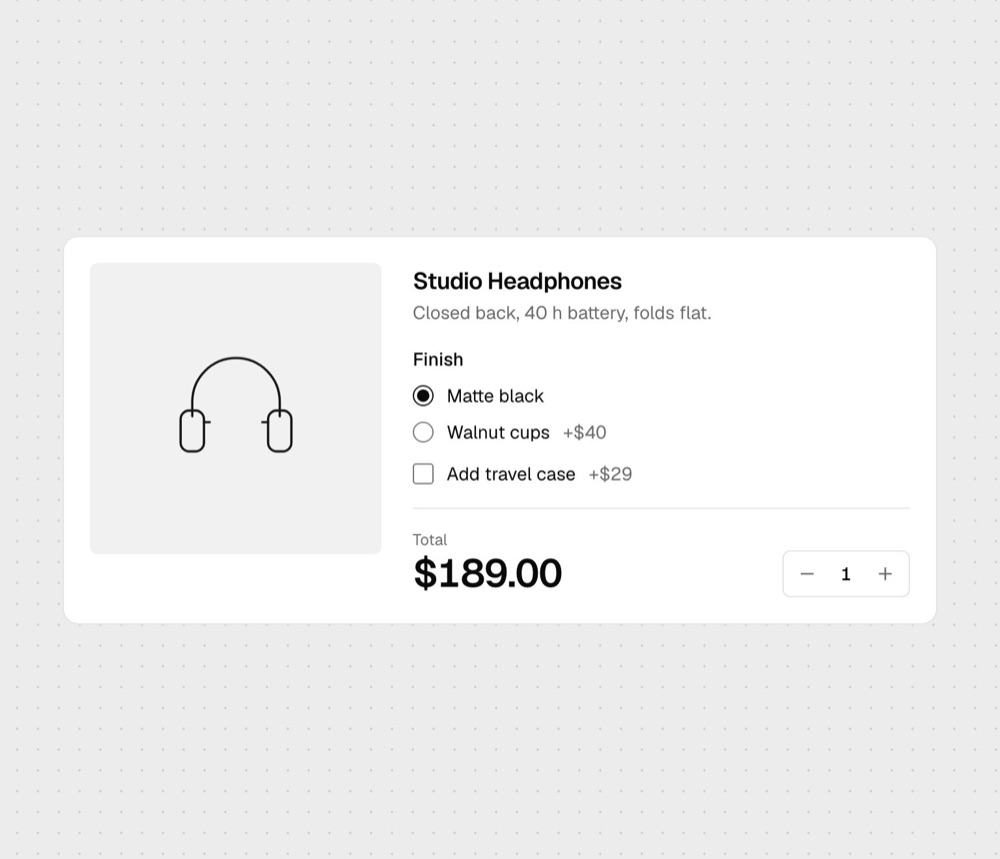 Studio Headphones
Closed back, 40 h battery, folds flat.
Finish
Matte black
Walnut cups +$40
Add travel case +$29
Total
$189.00
− 1 +